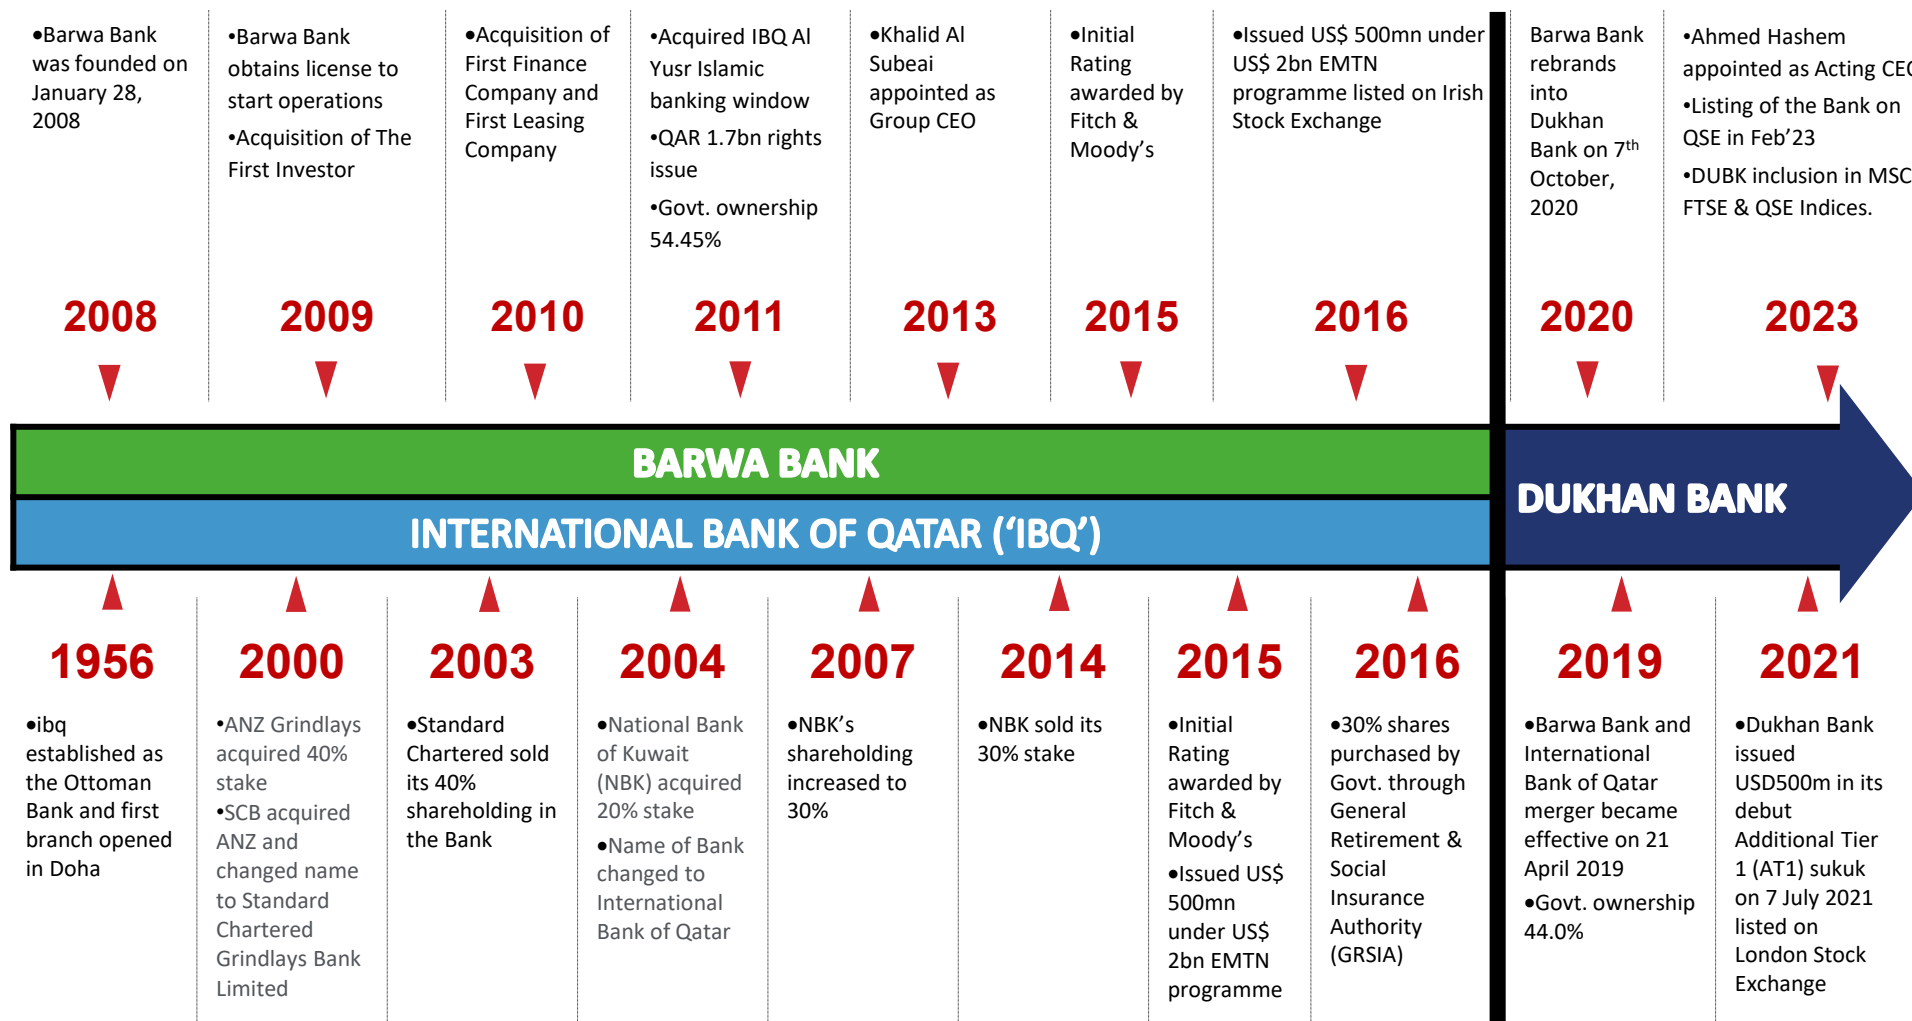 •Barwa Bank
was founded on
January 28,
2008
•Barwa Bank
obtains license to
start operations
•Acquisition of The
First Investor
•Acquisition of
First Finance
Company and
First Leasing
Company
•Acquired IBQ Al
Yusr Islamic
banking window
•QAR 1.7bn rights
issue
•Govt. ownership
54.45%
•Khalid Al
Subeai
appointed as
Group CEO
•Initial
Rating
awarded by
Fitch &
Moody's
•Issued US$ 500mn under
US$ 2bn EMTN
programme listed on Irish
Stock Exchange
Barwa Bank
rebrands
into
Dukhan
Bank on 7th
October,
2020
•Ahmed Hashem
appointed as Acting
•Listing of the Bank on
QSE in Feb'23
•DUBK inclusion in
FTSE & QSE Indices.
2008
2009
2010
2011
2013
2015
2016
2020
2023
BARWA BANK
INTERNATIONAL BANK OF QATAR ('IBQ')
DUKHAN BANK
1956
2000
2003
2004
2007
2014
2015
2016
2019
2021
•ibq
established as
the Ottoman
Bank and first
branch opened
in Doha
•ANZ Grindlays
acquired 40%
stake
•SCB acquired
ANZ and
changed name
to Standard
Chartered
Grindlays Bank
Limited
•Standard
Chartered sold
its 40%
shareholding in
the Bank
•National Bank
of Kuwait
(NBK) acquired
20% stake
•Name of Bank
changed to
International
Bank of Qatar
•NBK's
shareholding
increased to
30%
•NBK sold its
30% stake
•Initial
Rating
awarded by
Fitch &
Moody's
•Issued US$
500mn
under US$
2bn EMTN
programme
•30% shares
purchased by
Govt. through
General
Retirement &
Social
Insurance
Authority
(GRSIA)
•Barwa Bank and
International
Bank of Qatar
merger became
effective on 21
April 2019
•Govt. ownership
44.0%
•Dukhan Bank
issued
USD500m in its
debut
Additional Tier
1 (AT1) sukuk
on 7 July 2021
listed on
London Stock
Exchange